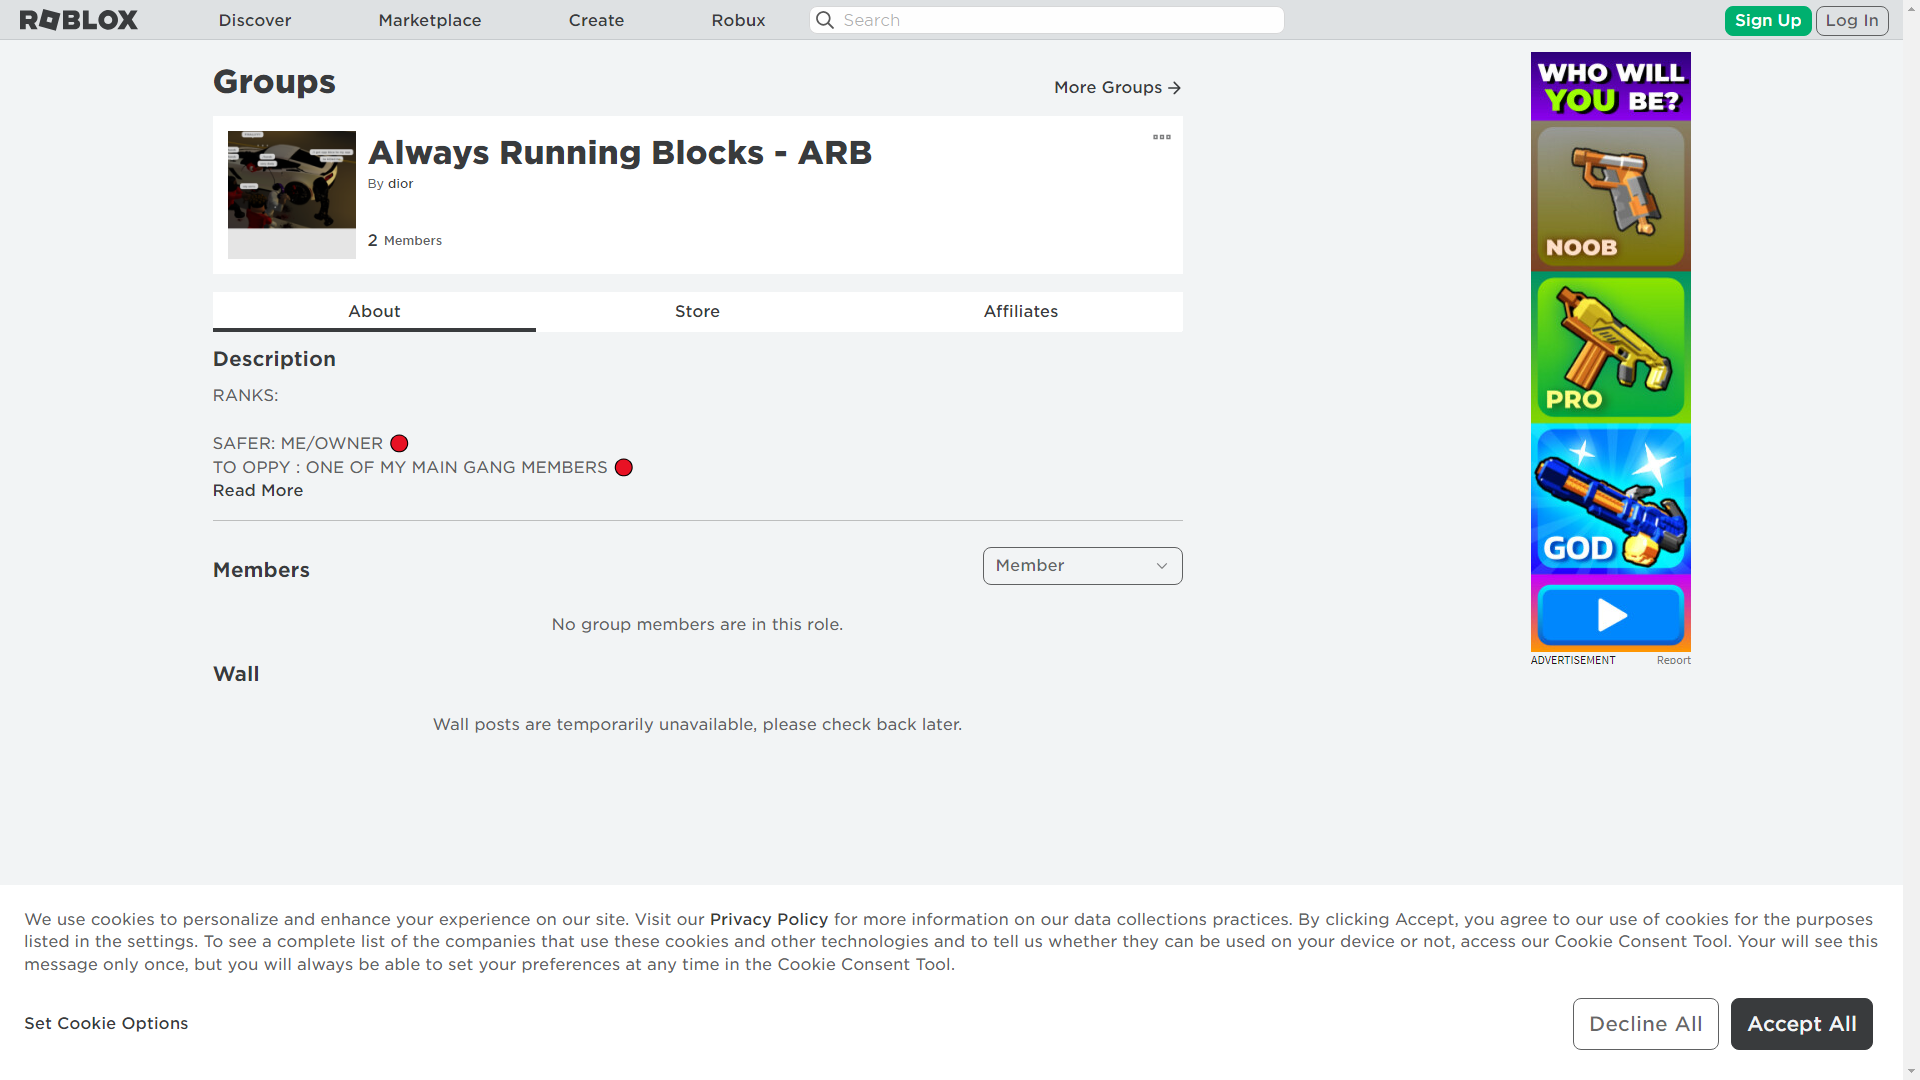 ROBLOX
Discover
Marketplace
Create
Robux
Search
Sign Up
Log In
Groups
More Groups
Always Running Blocks - ARB
By dior
2 Members
About
Store
Affiliates
Description
RANKS:
SAFER: ME/OWNER
TO OPPY : ONE OF MY MAIN GANG MEMBERS
Read More
Members
Member
No group members are in this role.
Wall
Wall posts are temporarily unavailable, please check back later.
WHO WILL
YOU BE?
NOOB
PRO
GOD
ADVERTISEMENT
Report
We use cookies to personalize and enhance your experience on our site. Visit our Privacy Policy for more information on our data collections practices. By clicking Accept, you agree to our use of cookies for the purposes
listed in the settings. To see a complete list of the companies that use these cookies and other technologies and to tell us whether they can be used on your device or not, access our Cookie Consent Tool. Your will see this
message only once, but you will always be able to set your preferences at any time in the Cookie Consent Tool.
Set Cookie Options
Decline All
Accept All